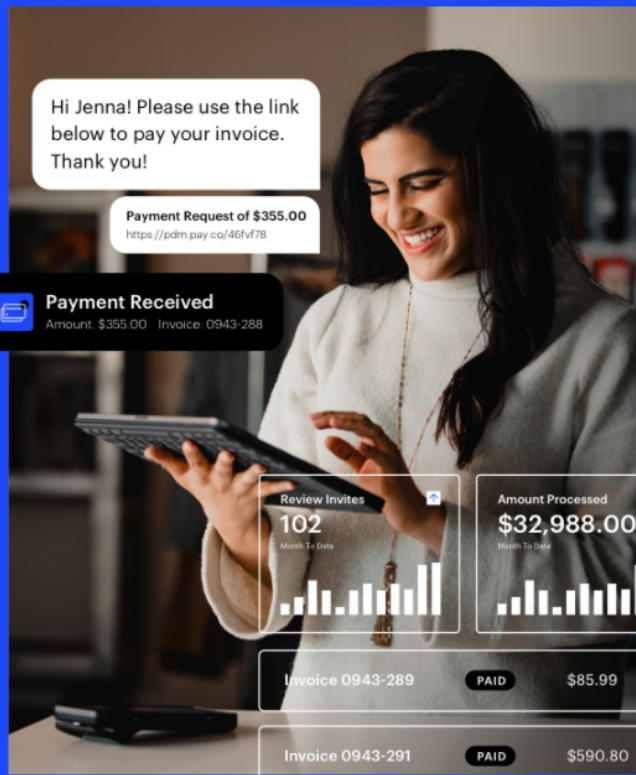 Hi Jenna! Please use the link
below to pay your invoice.
Thank you!
Payment Request of $355.00
https://pdm.pay.co/46fvf78
Payment Received
Amount: $355.00 Invoice: 0943-288
Review Invites
102
Month To Date
Amount Processed
$32,988.00
Month To Date
Invoice 0943-289 PAID $85.99
Invoice 0943-291 PAID $590.80